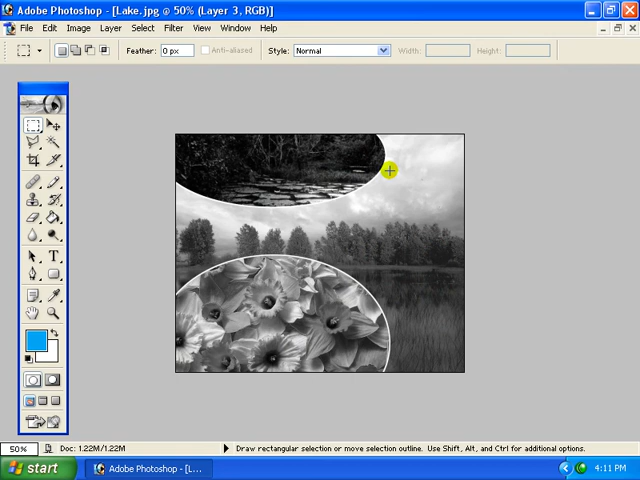 Adobe Photoshop - [Lake.jpg @ 50% (Layer 3, RGB)]
File Edit Image Layer Select Filter View Window Help
Feather: 0 px Anti-aliased Style: Normal Width: Height:
T
50% Doc: 1.22M/1.22M Draw rectangular selection or move selection outline. Use Shift, Alt, and Ctrl for additional options.
start Adobe Photoshop - [L... 4:11 PM